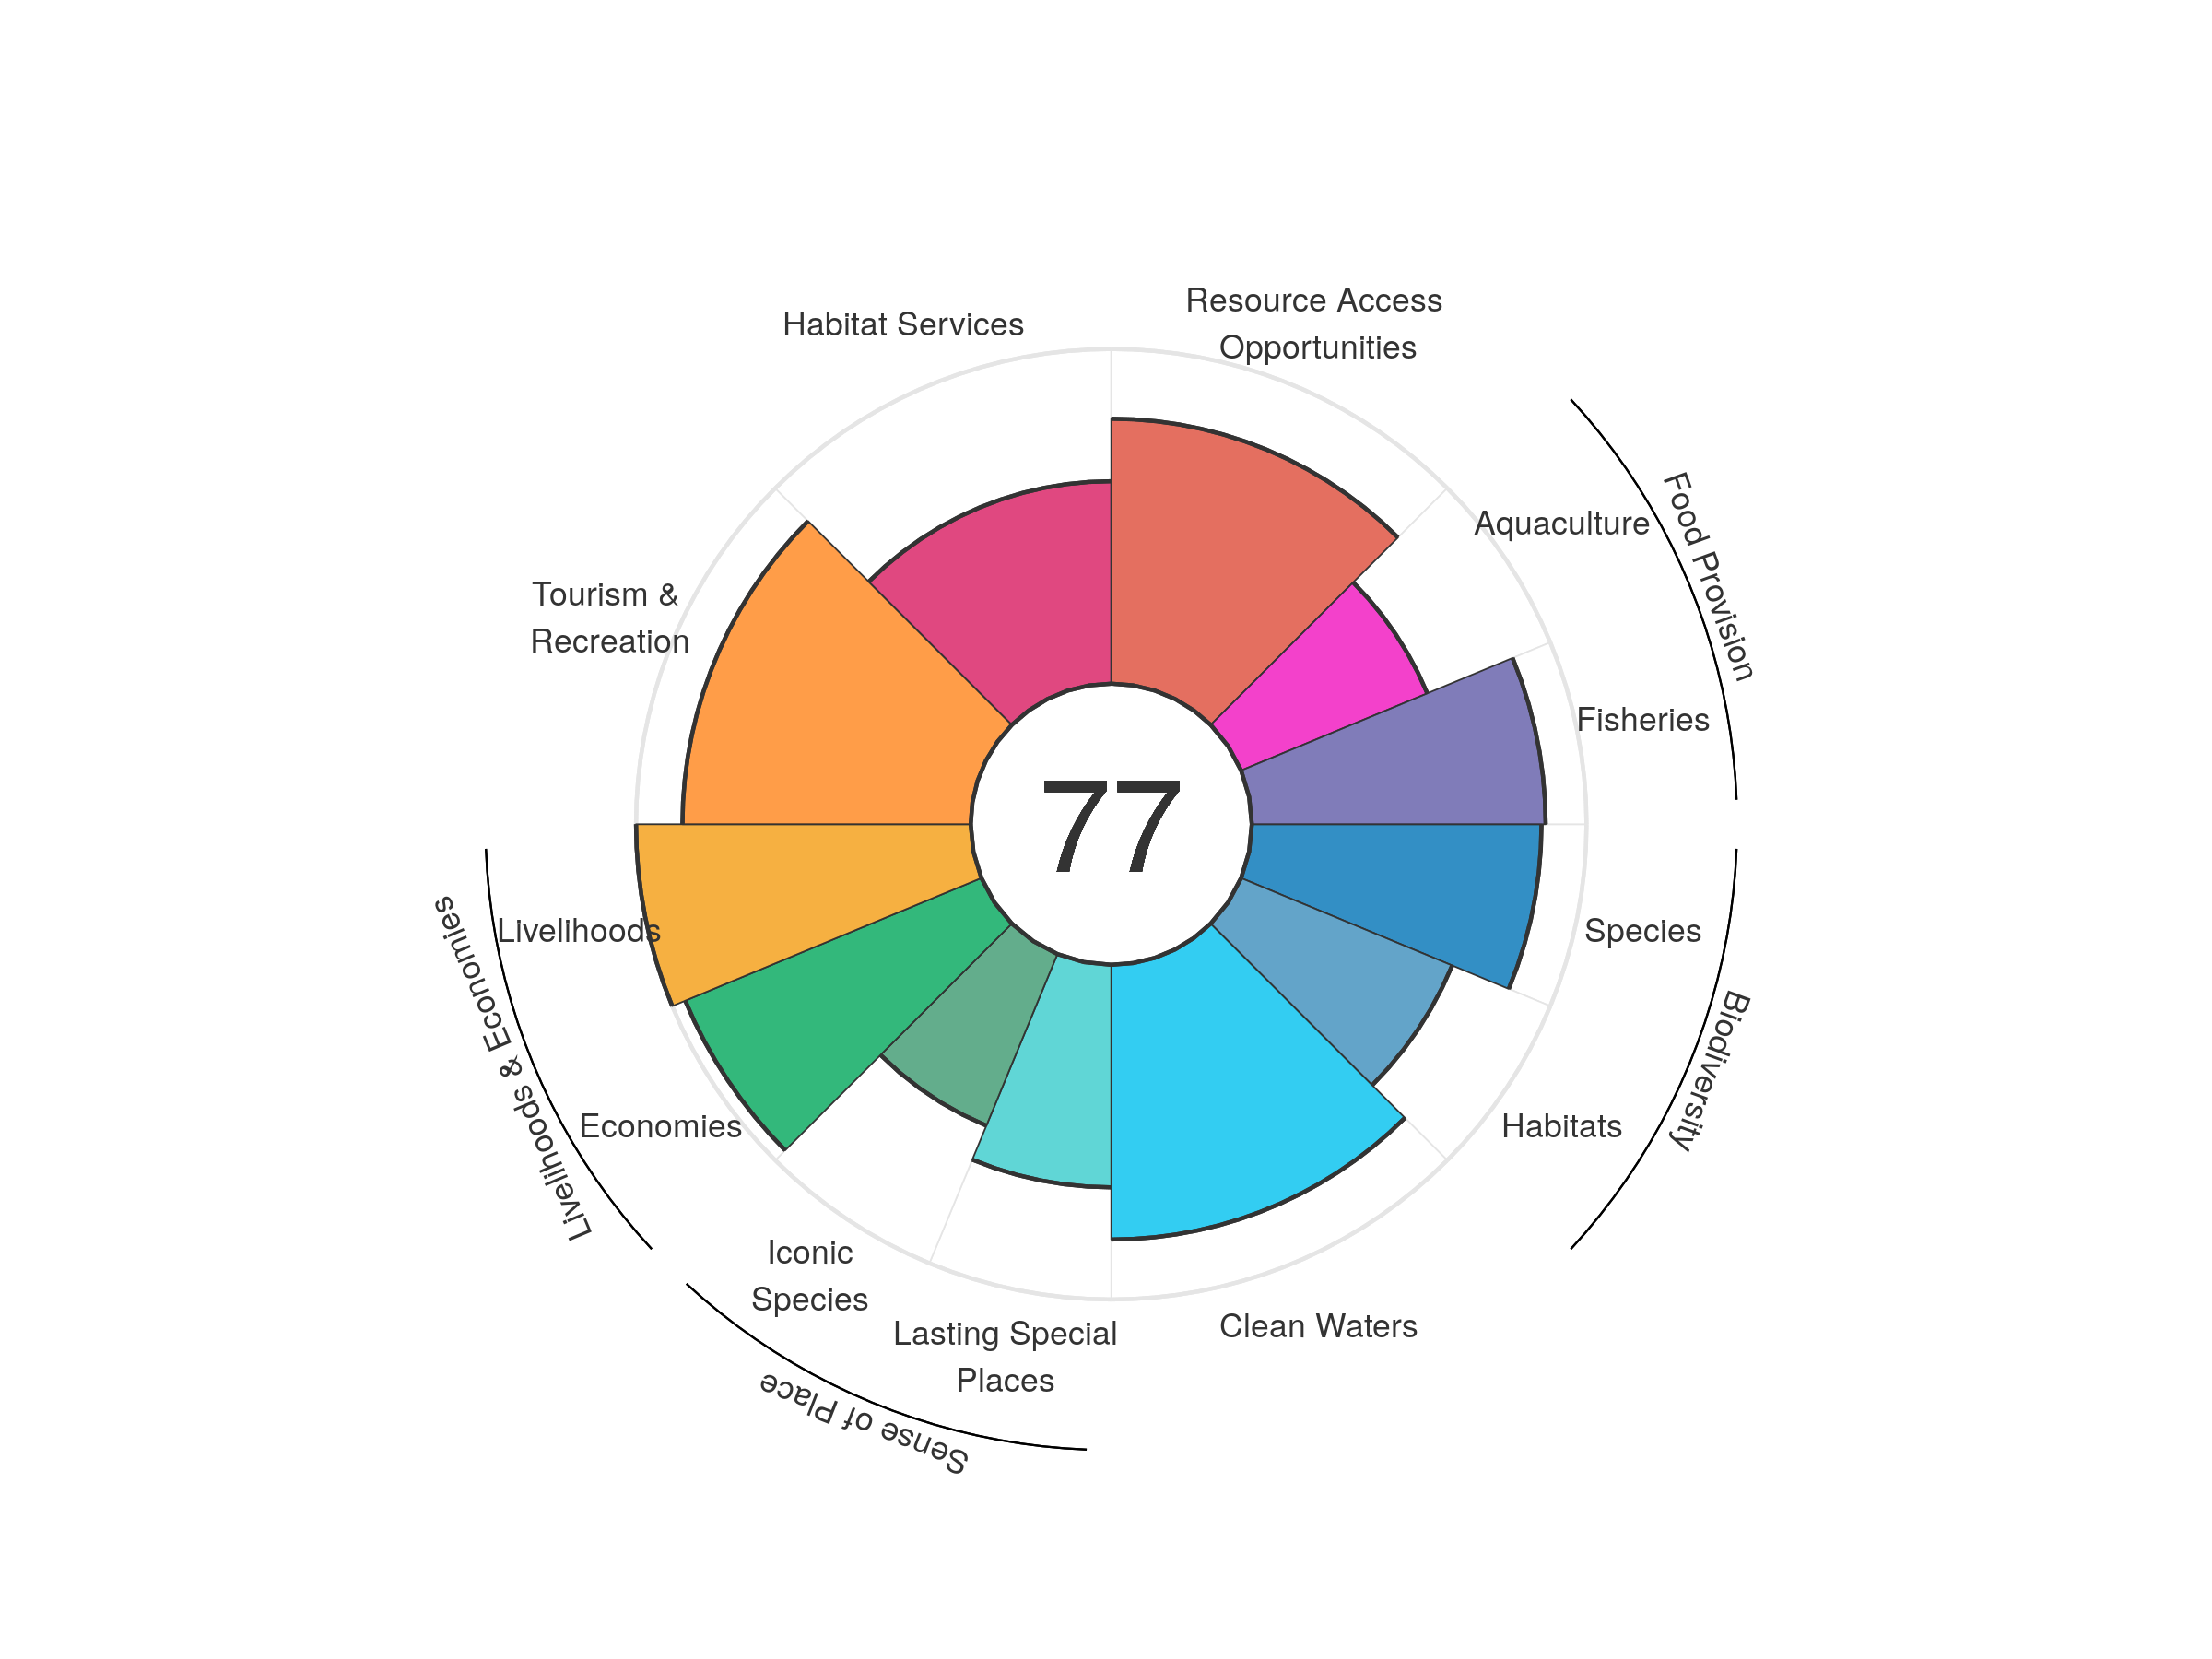 Resource Access
Opportunities
Habitat Services
Aquaculture
Food Provision
Tourism &
Recreation
Fisheries
77
Livelihoods
Species
Livelihoods & Economies
Biodiversity
Economies
Habitats
Iconic
Species
Lasting Special
Places
Clean Waters
Sense of Place